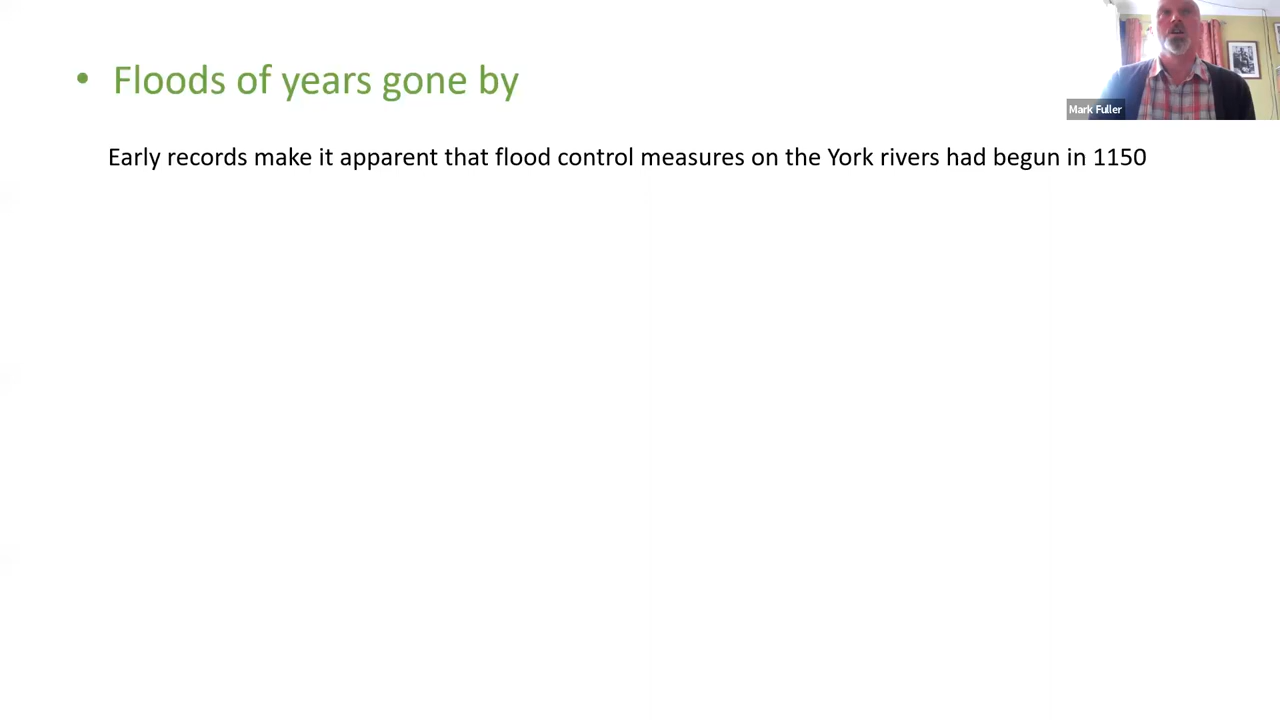 • Floods of years gone by
Early records make it apparent that flood control measures on the York rivers had begun in 1150
Mark Fuller